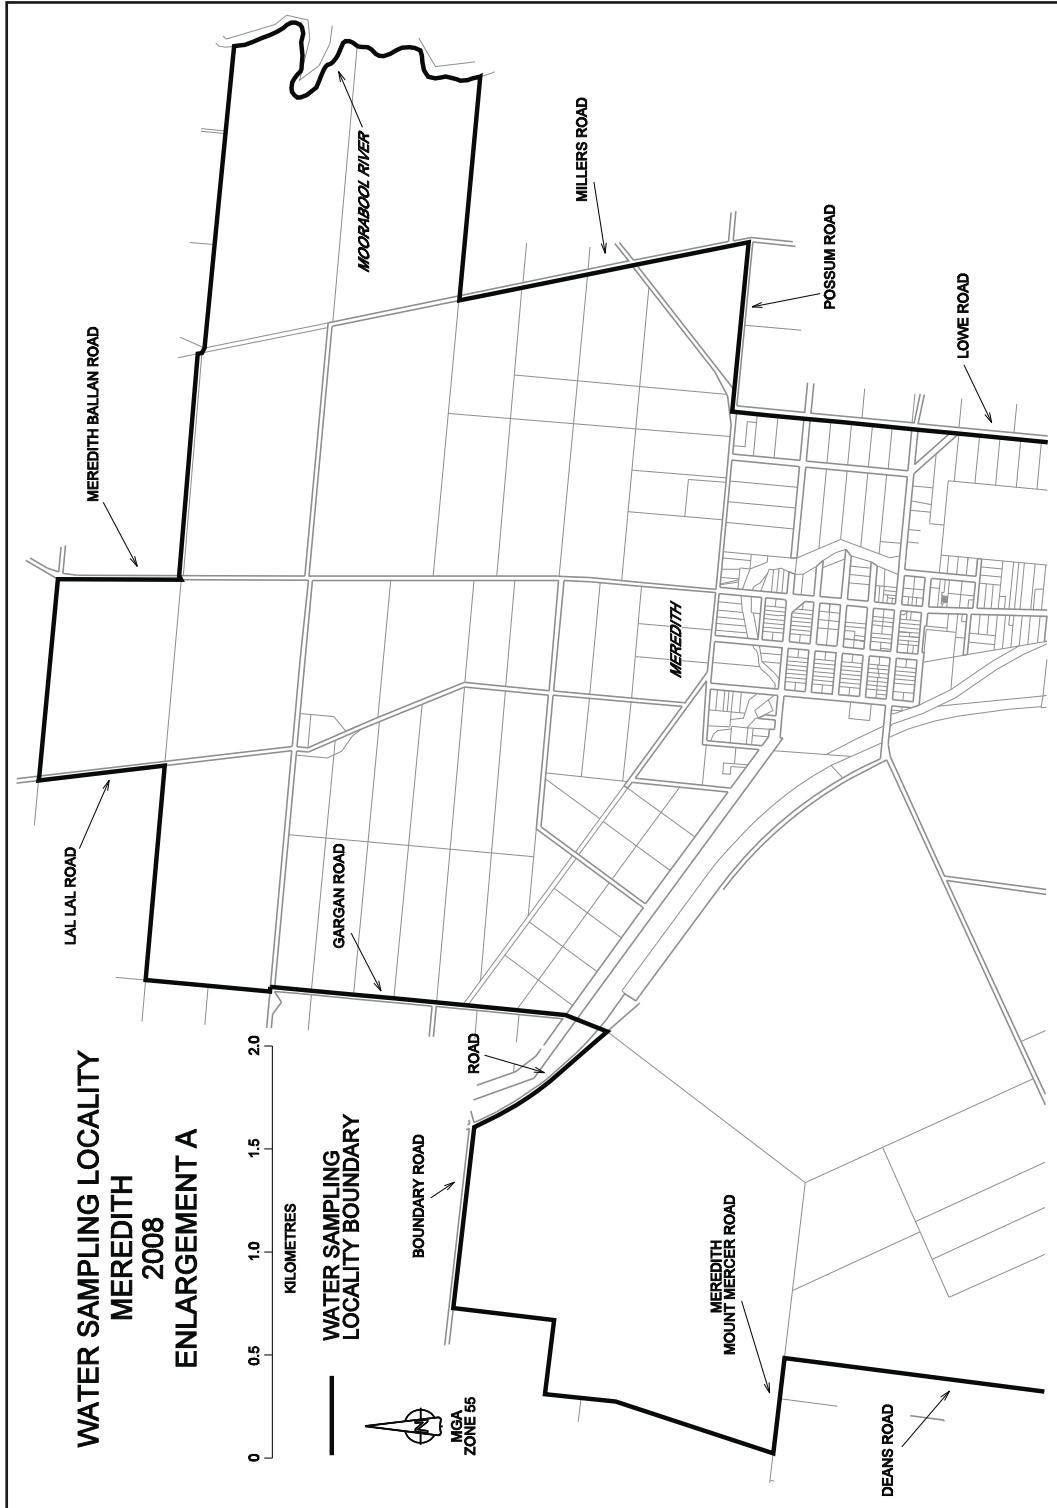 WATER SAMPLING LOCALITY
MEREDITH
2008
ENLARGEMENT A
0
0.5
1.0
1.5
2.0
KILOMETRES
WATER SAMPLING
LOCALITY BOUNDARY
N
MGA
ZONE 55
LAL LAL ROAD
MEREDITH BALLAN ROAD
MOORABOOL RIVER
MILLERS ROAD
POSSUM ROAD
LOWE ROAD
MEREDITH
GARGAN ROAD
ROAD
BOUNDARY ROAD
MEREDITH
MOUNT MERCER ROAD
DEANS ROAD